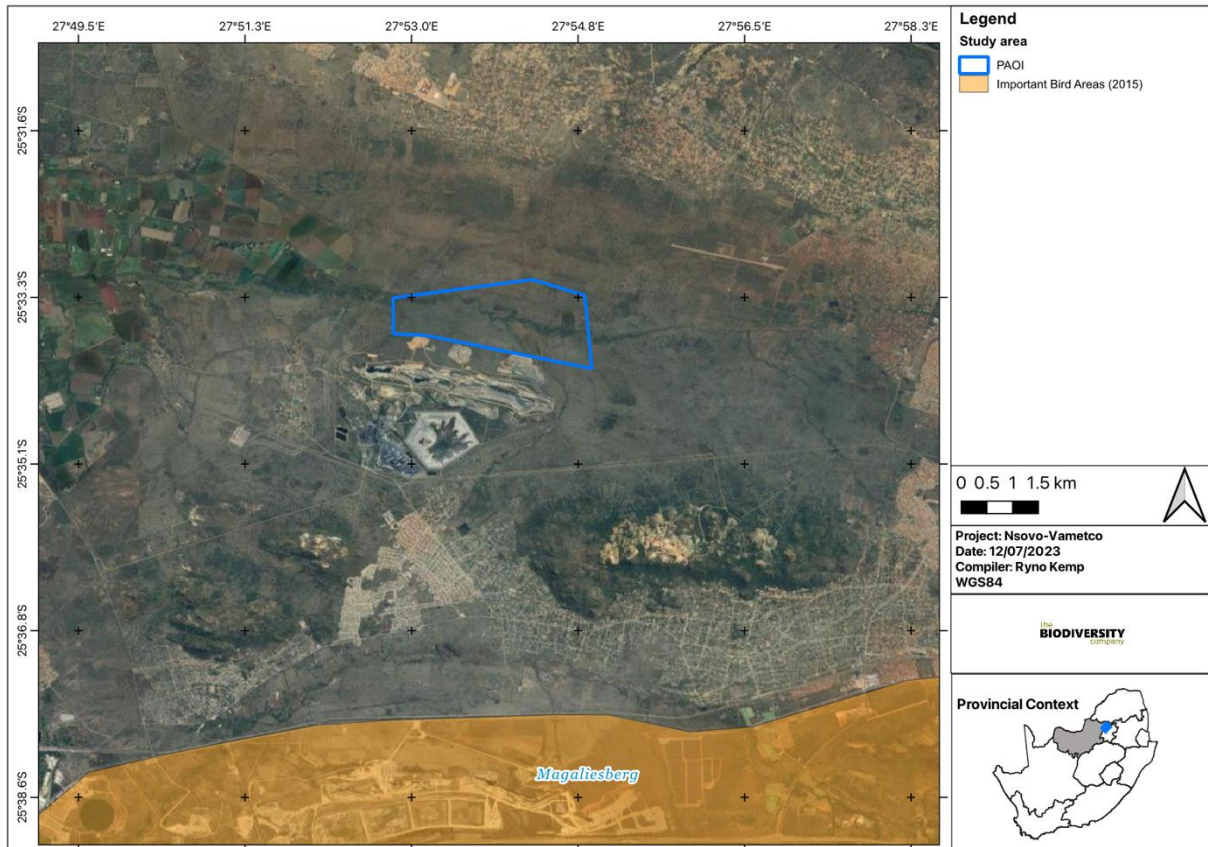 27°49.5'E 27°51.3'E 27°53.0'E 27°54.8'E 27°56.5'E 27°58.3'E
25°31.6'S
25°33.3'S
25°35.1'S
25°36.8'S
25°38.6'S
Magaliesberg
Legend
Study area
PAOI
Important Bird Areas (2015)
0 0.5 1 1.5 km
Project: Nsovo-Vametco
Date: 12/07/2023
Compiler: Ryno Kemp
WGS84
the
BIODIVERSITY
company
Provincial Context